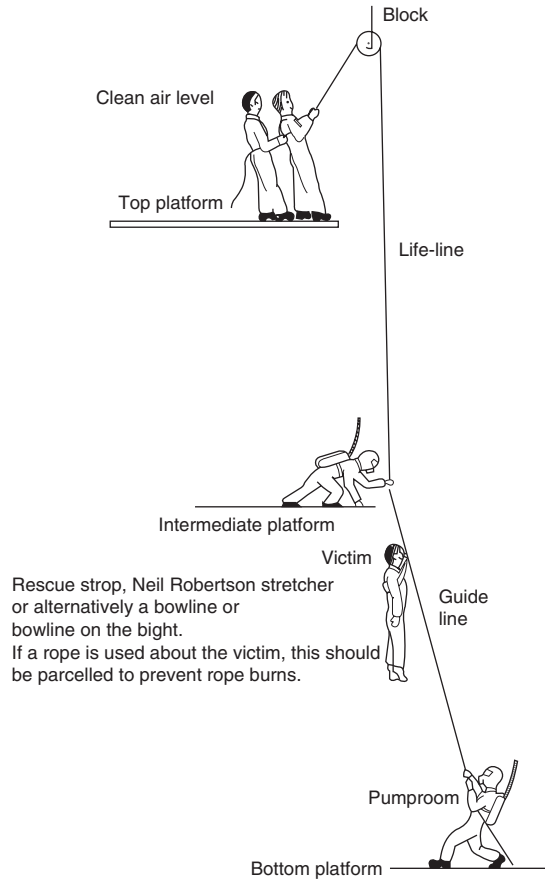 Block
Clean air level
Top platform
Life-line
Intermediate platform
Victim
Rescue strop, Neil Robertson stretcher
or alternatively a bowline or
bowline on the bight.
If a rope is used about the victim, this should
be parcelled to prevent rope burns.
Guide
line
Pumproom
Bottom platform